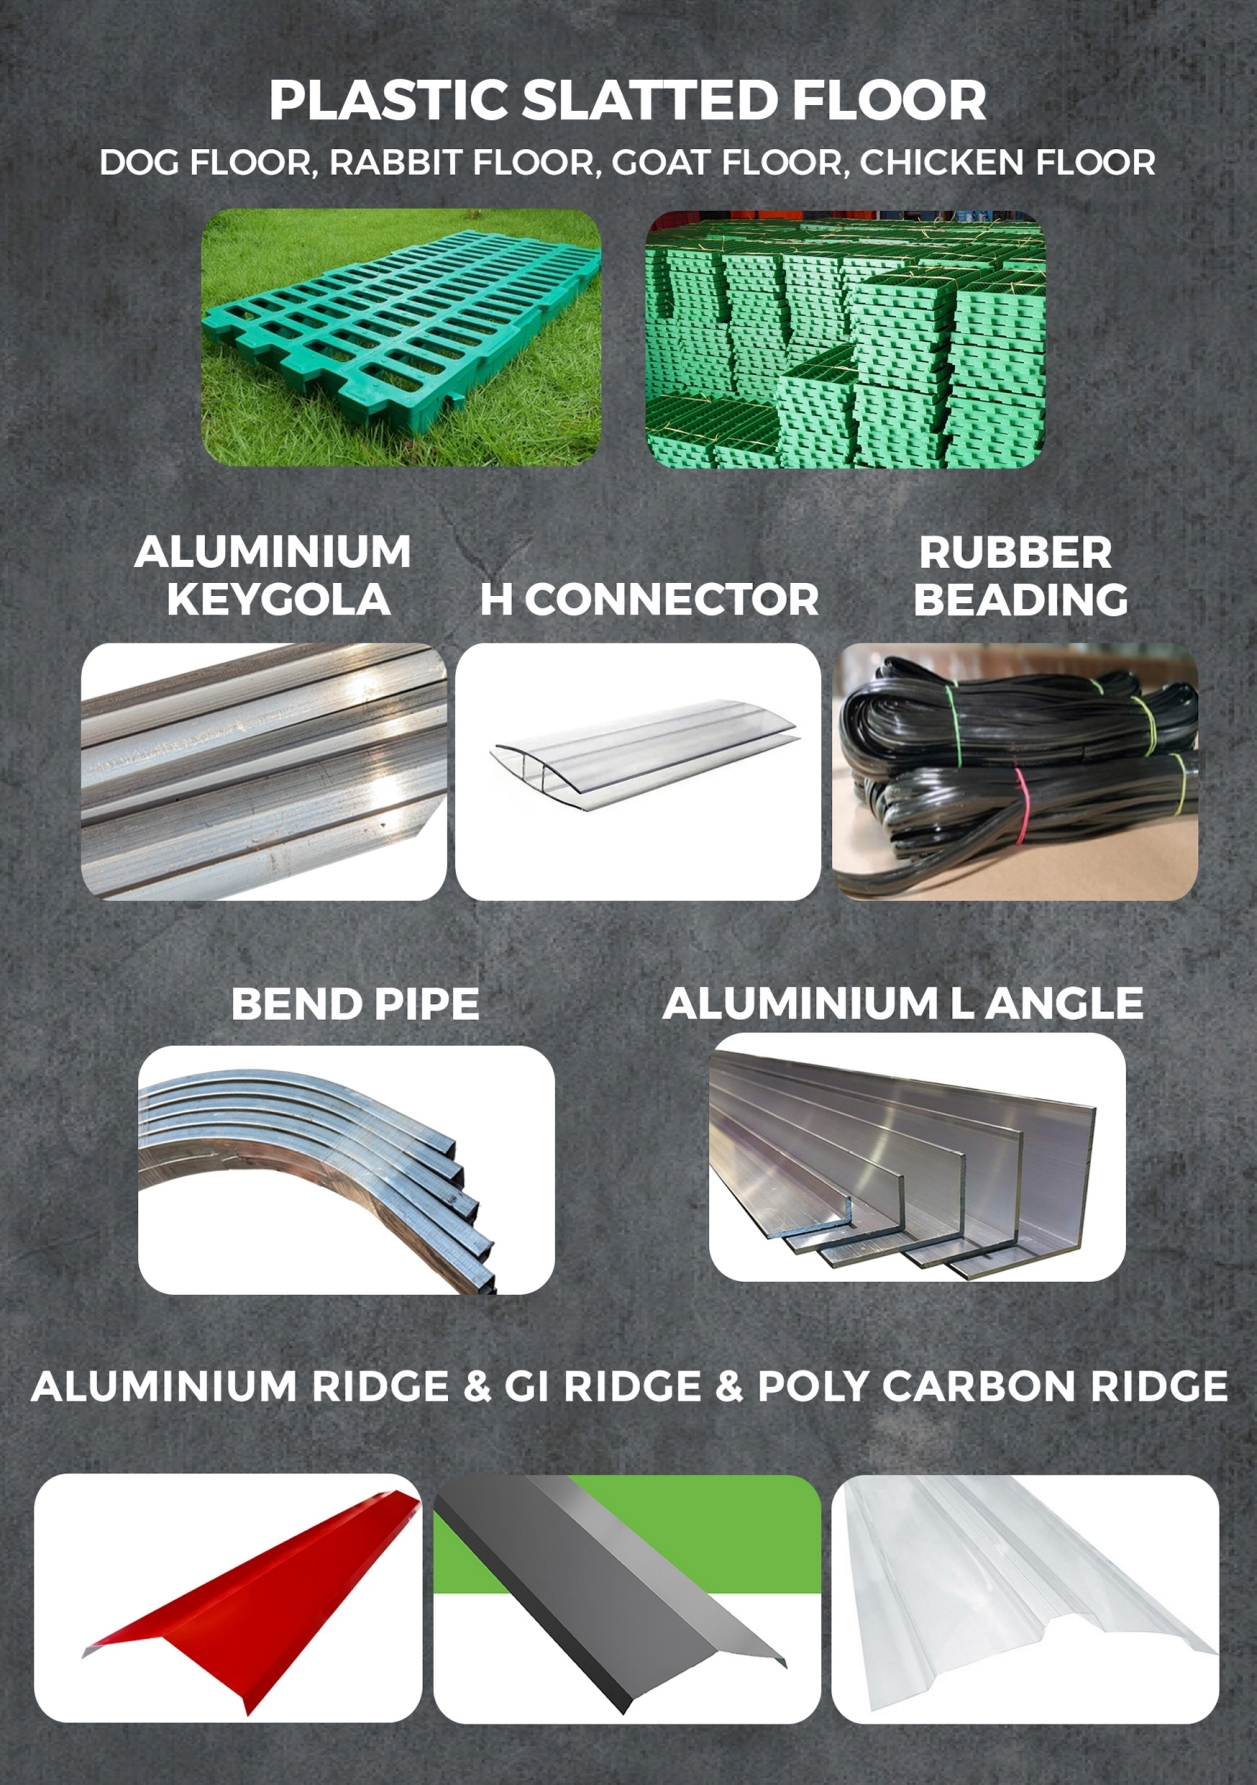 PLASTIC SLATTED FLOOR
DOG FLOOR, RABBIT FLOOR, GOAT FLOOR, CHICKEN FLOOR
ALUMINIUM
KEYGOLA
H CONNECTOR
RUBBER
BEADING
BEND PIPE
ALUMINIUM L ANGLE
ALUMINIUM RIDGE & GI RIDGE & POLY CARBON RIDGE